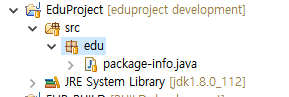 EduProject [eduproject development]
src
edu
package-info.java
JRE System Library [jdk1.8.0_112]